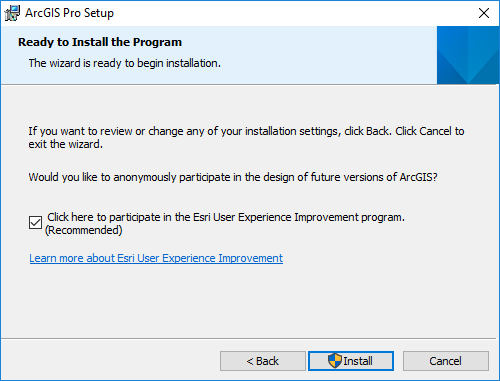 ArcGIS Pro Setup
Ready to Install the Program
The wizard is ready to begin installation.
If you want to review or change any of your installation settings, click Back. Click Cancel to
exit the wizard.
Would you like to anonymously participate in the design of future versions of ArcGIS?
Click here to participate in the Esri User Experience Improvement program.
(Recommended)
Learn more about Esri User Experience Improvement
< Back
Install
Cancel